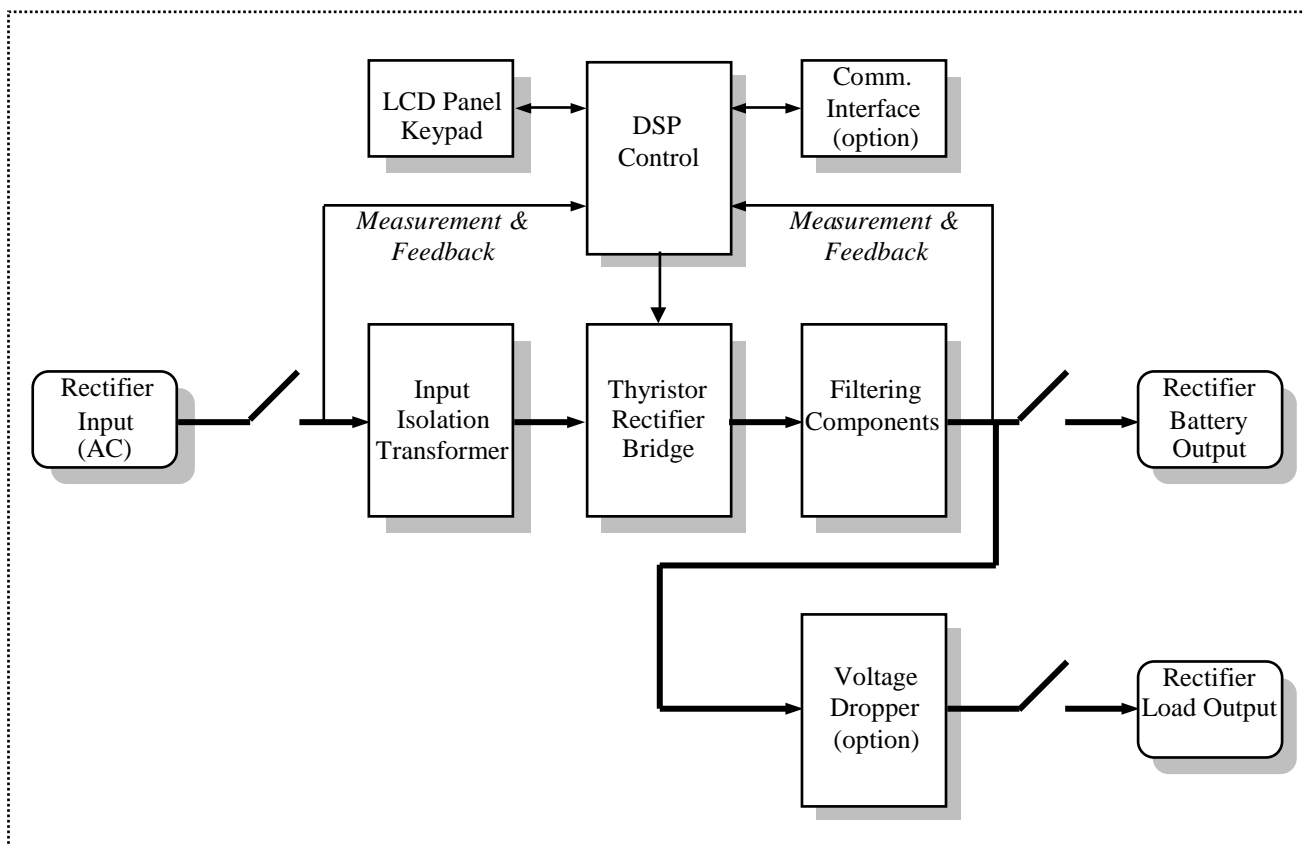 LCD Panel
Keypad
DSP
Control
Comm.
Interface
(option)
Measurement &
Feedback
Measurement &
Feedback
Rectifier
Input
(AC)
Input
Isolation
Transformer
Thyristor
Rectifier
Bridge
Filtering
Components
Rectifier
Battery
Output
Voltage
Dropper
(option)
Rectifier
Load Output